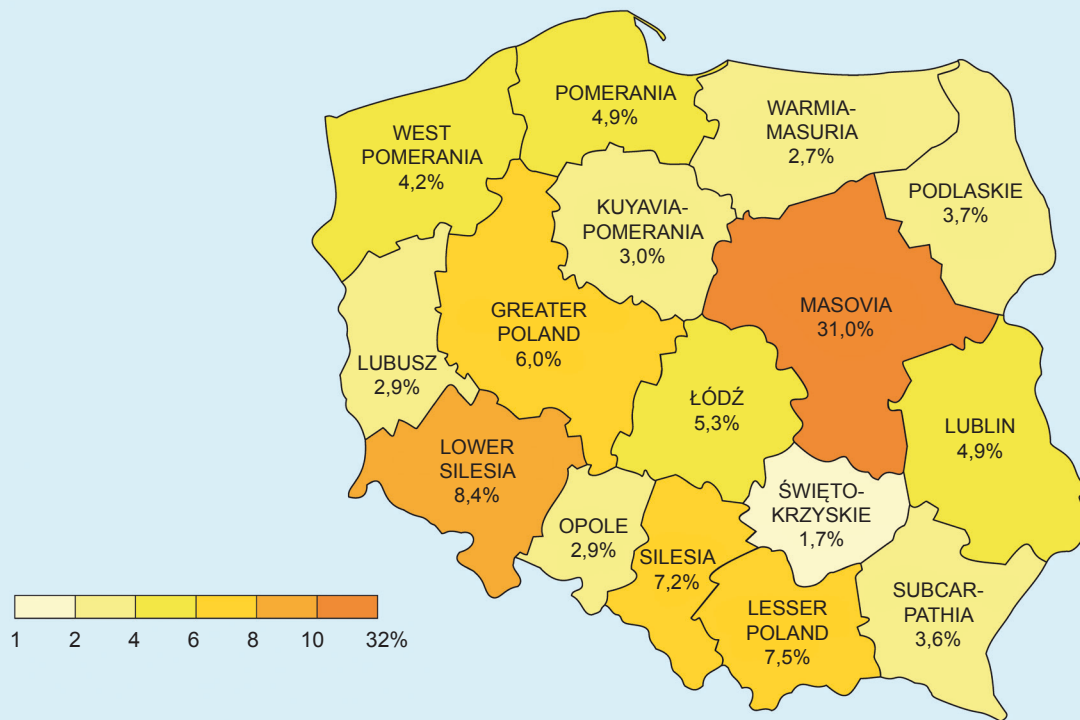 POMERANIA
4,9%
WEST
POMERANIA
4,2%
WARMIA-
MASURIA
2,7%
PODLASKIE
3,7%
KUYAVIA-
POMERANIA
3,0%
GREATER
POLAND
6,0%
MASOVIA
31,0%
LUBUSZ
2,9%
ŁÓDŹ
5,3%
LUBLIN
4,9%
LOWER
SILESIA
8,4%
OPOLE
2,9%
SILESIA
7,2%
ŚWIĘTO-
KRZYSKIE
1,7%
LESSER
POLAND
7,5%
SUBCAR-
PATHIA
3,6%
1 2 4 6 8 10 32%